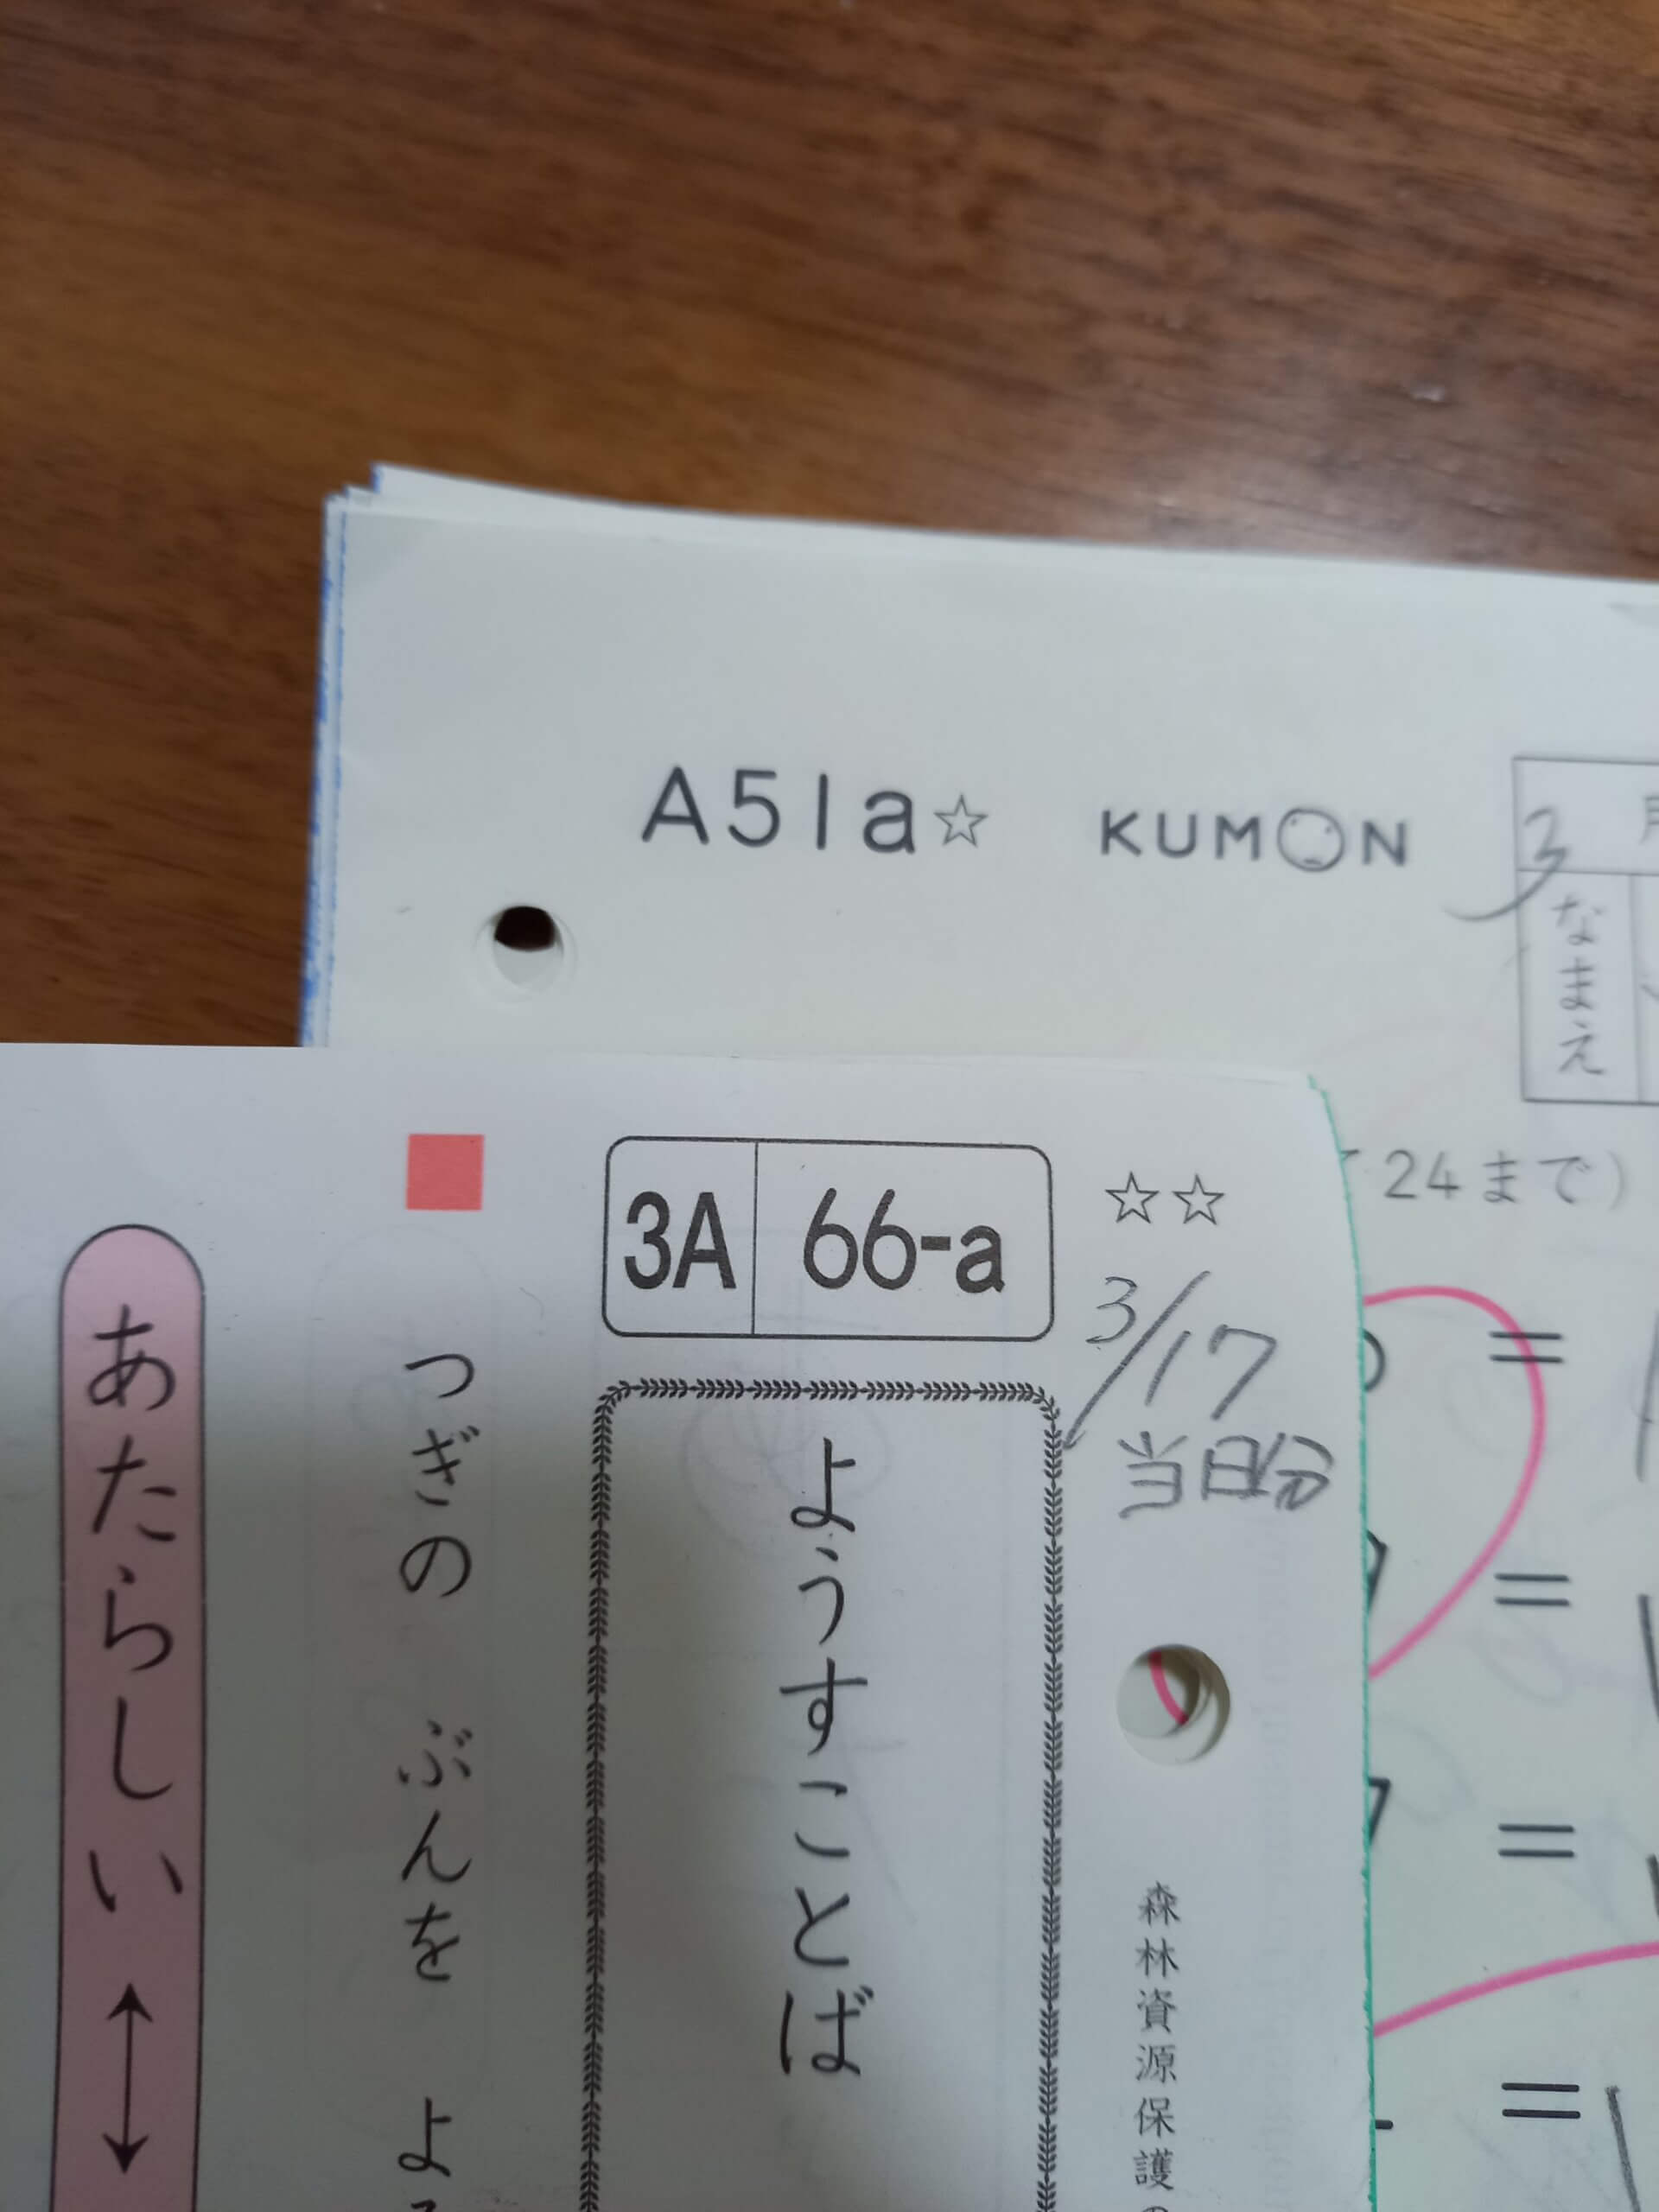 A51a☆ KUMON
3
なまえ
24まで)
=
=
=
=
3A 66-a ☆☆
3/17
当日分
森林資源保護の
ようすことば
つぎの ぶんを よ
あたらしい ↔